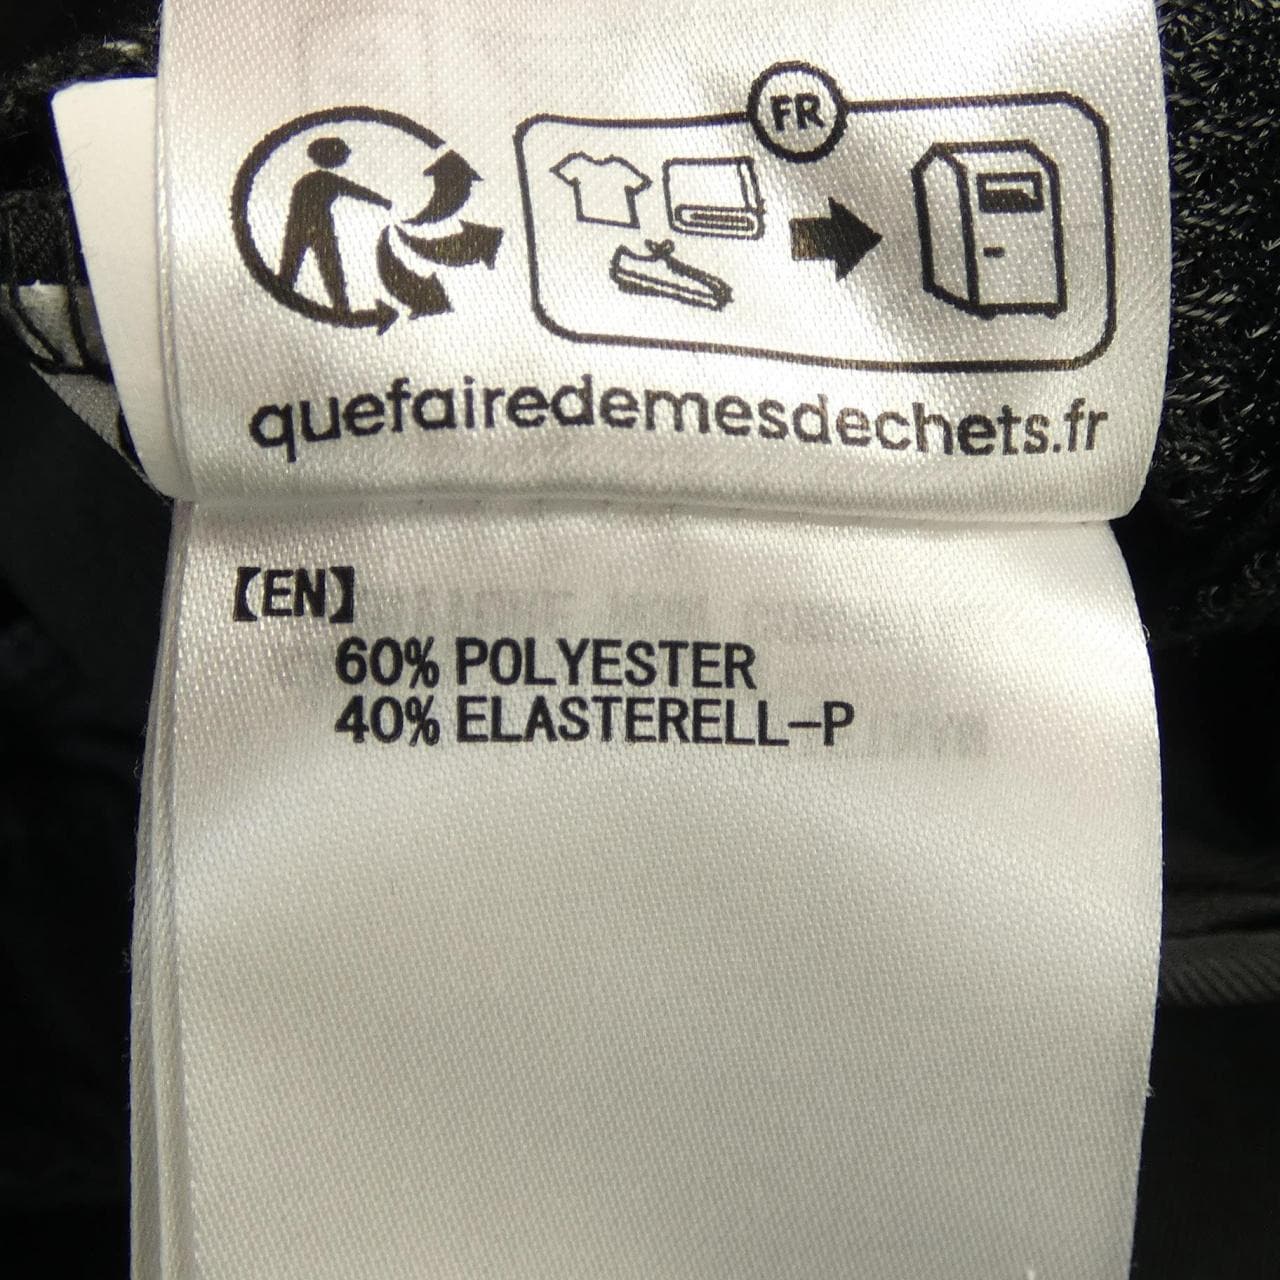 FR
quefairedemesdechets.fr
【EN】
60% POLYESTER
40% ELASTERELL-P